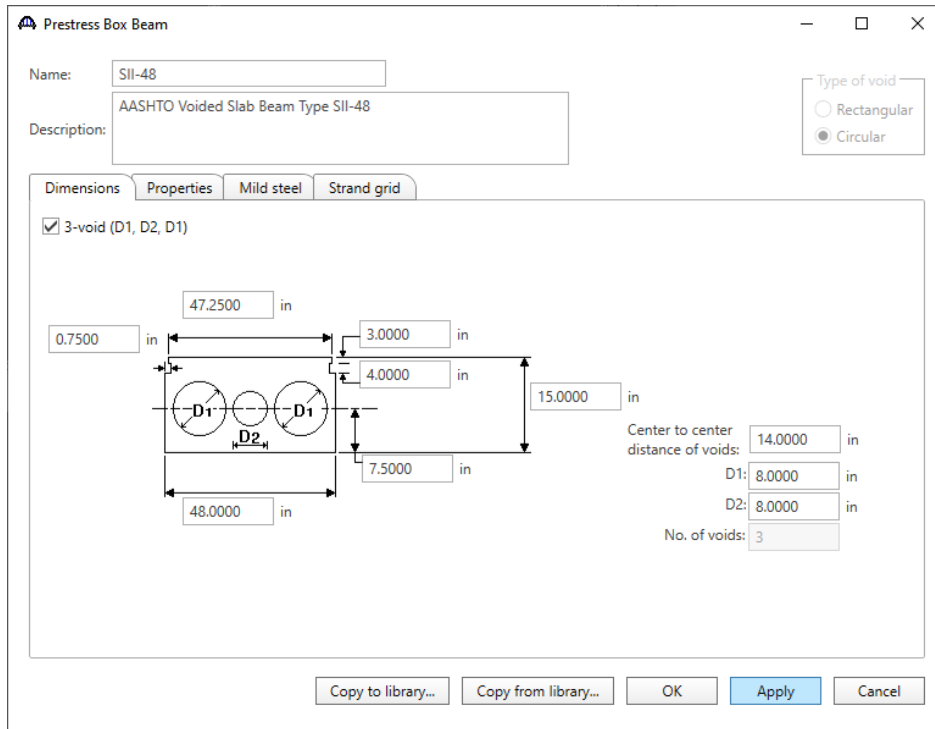 Prestress Box Beam
Name: SII-48
Type of void
Description: AASHTO Voided Slab Beam Type SII-48
Rectangular
Circular
Dimensions Properties Mild steel Strand grid
3-void (D1, D2, D1)
47.2500 in
0.7500 in
3.0000 in
4.0000 in
15.0000 in
D1 D1
D2
7.5000 in
48.0000 in
Center to center
distance of voids: 14.0000 in
D1: 8.0000 in
D2: 8.0000 in
No. of voids: 3
Copy to library... Copy from library... OK Apply Cancel